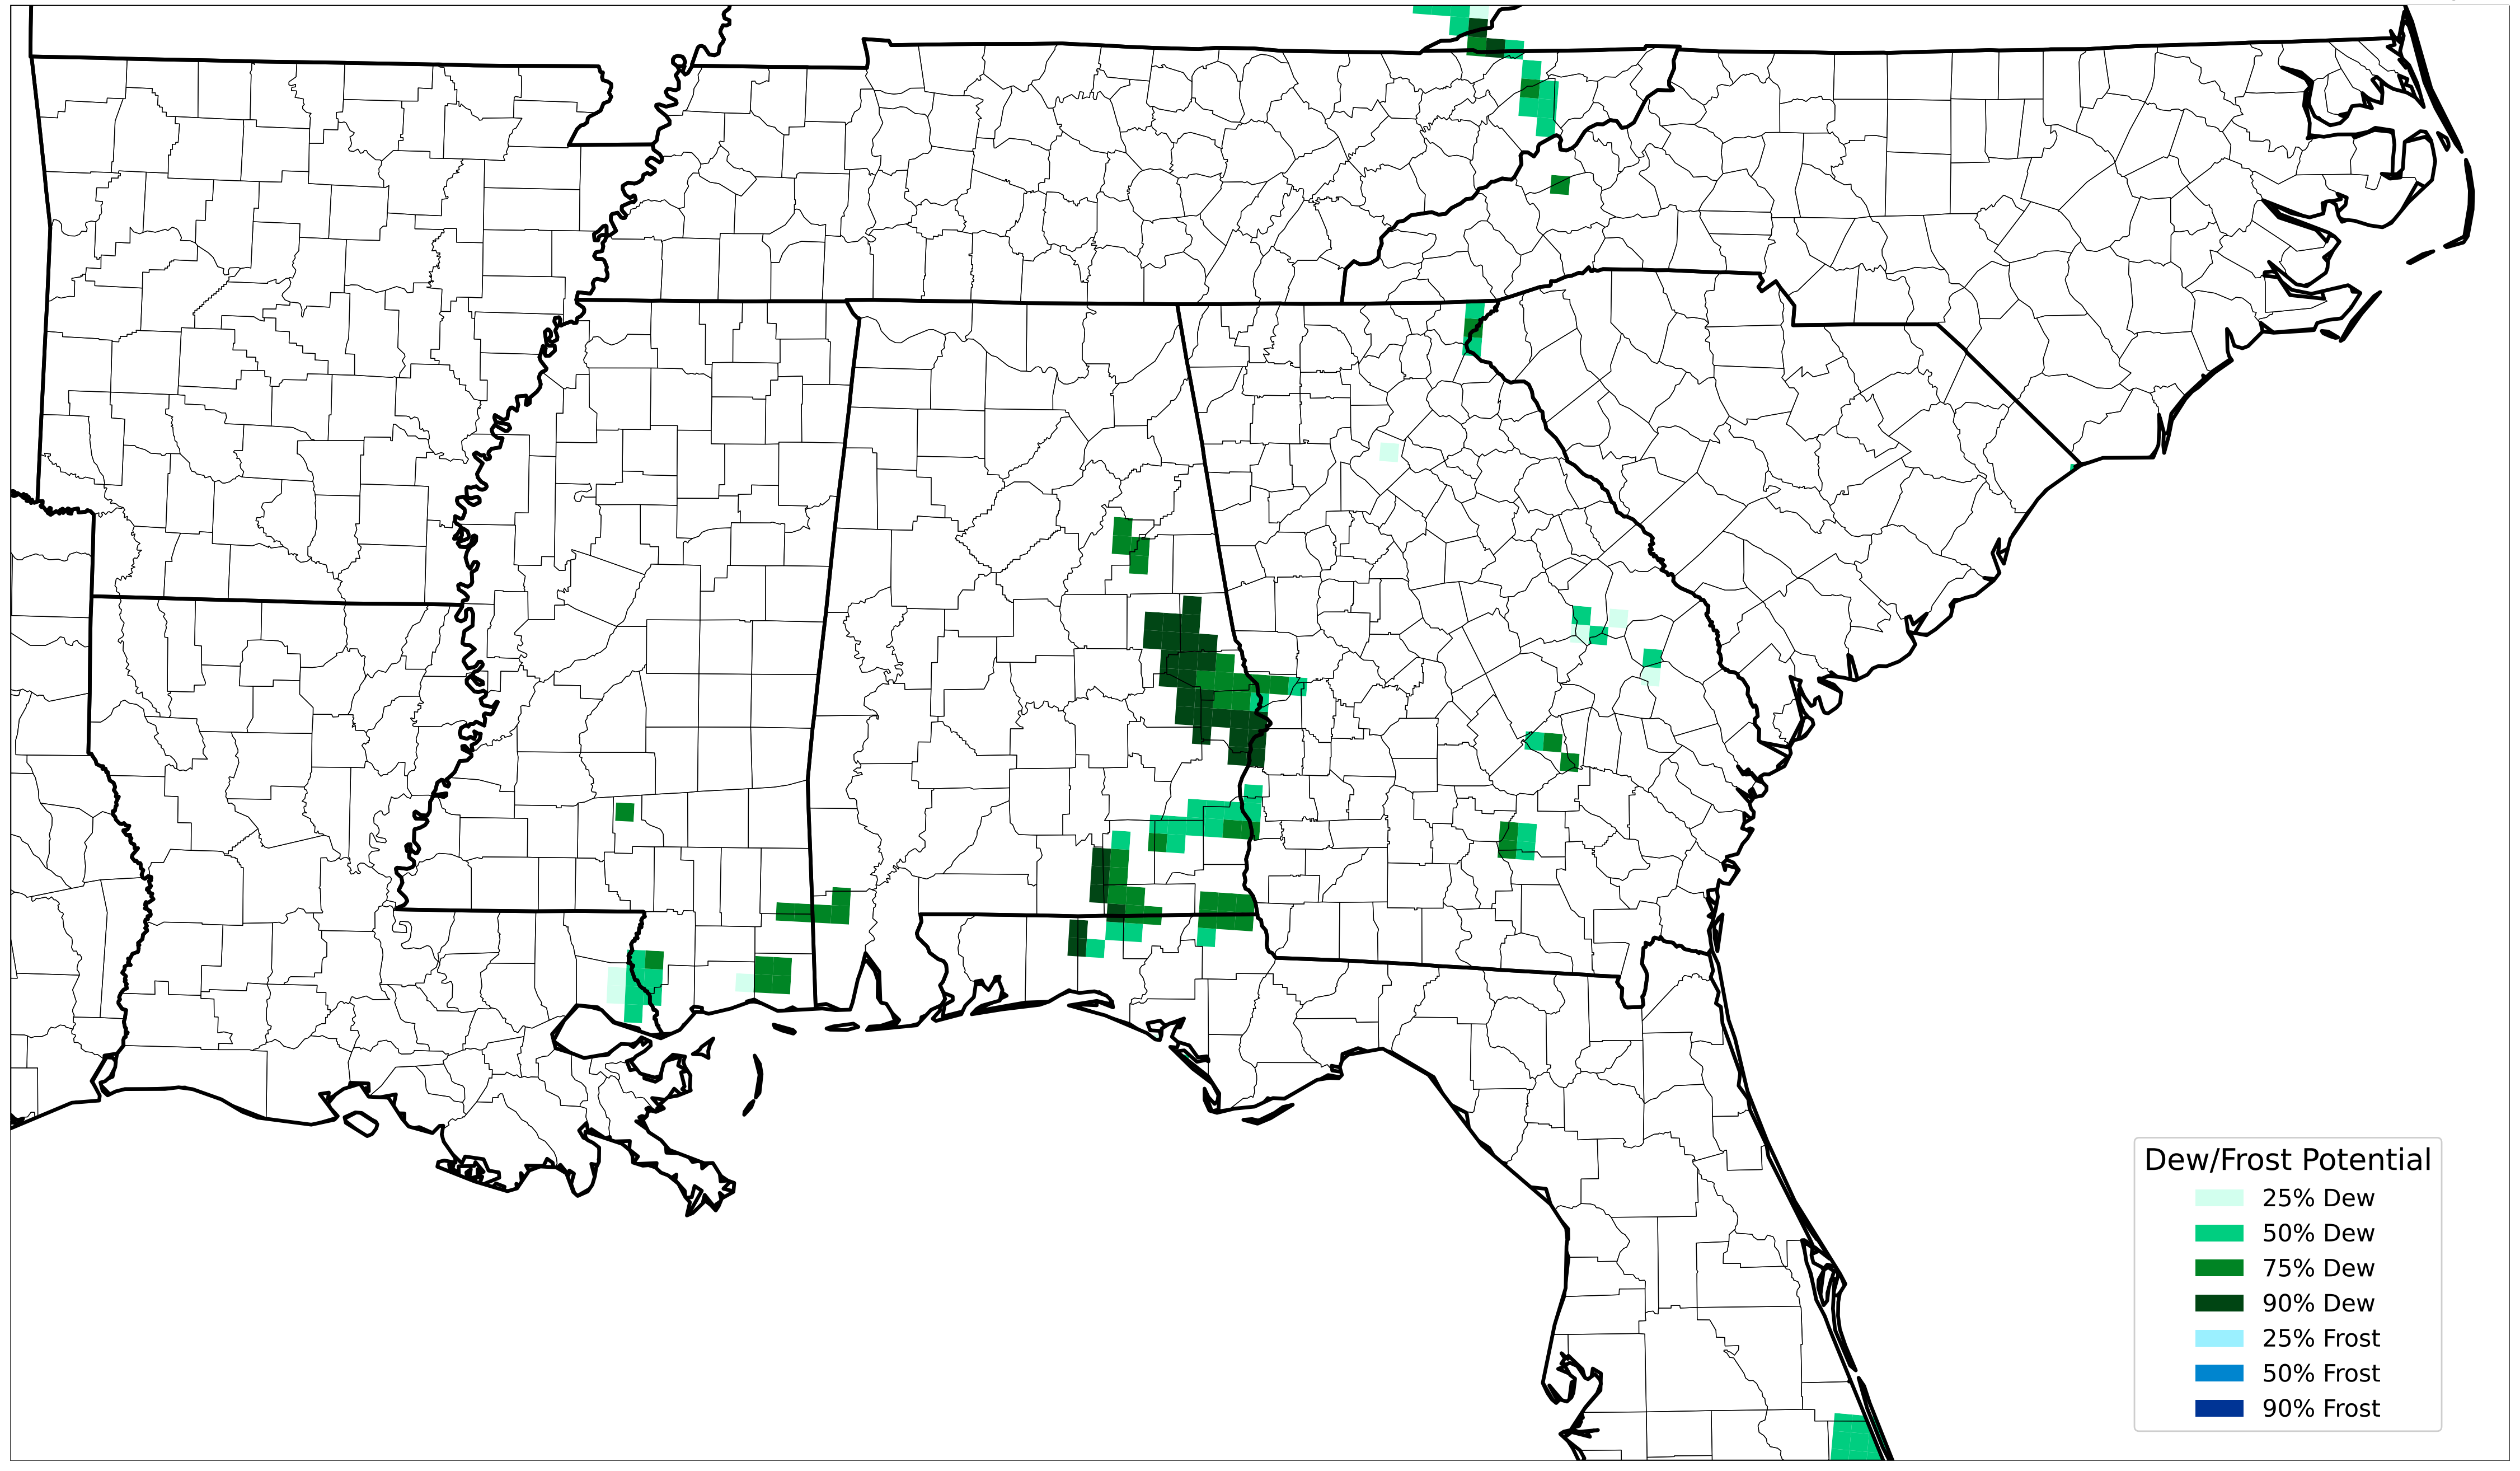 Dew/Frost Potential
25% Dew
50% Dew
75% Dew
90% Dew
25% Frost
50% Frost
90% Frost